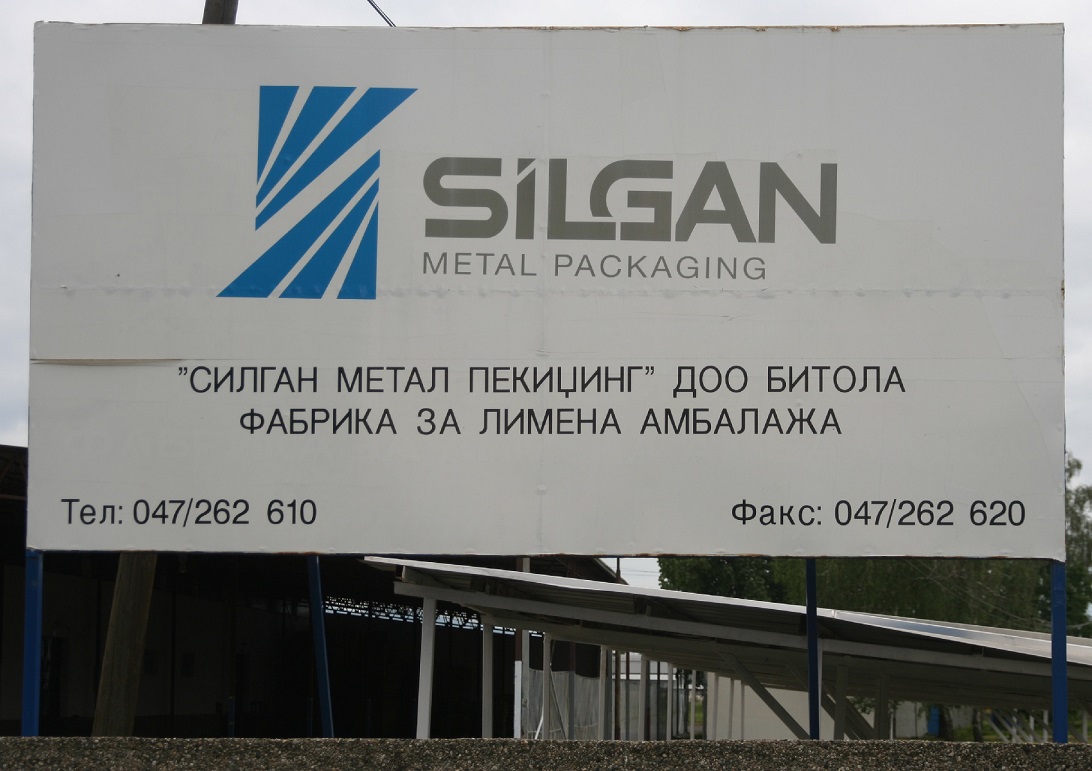 SILGAN
METAL PACKAGING
"СИЛГАН МЕТАЛ ПЕКИЏИНГ" ДОО БИТОЛА
ФАБРИКА ЗА ЛИМЕНА АМБАЛАЖА
Тел: 047/262 610
Факс: 047/262 620